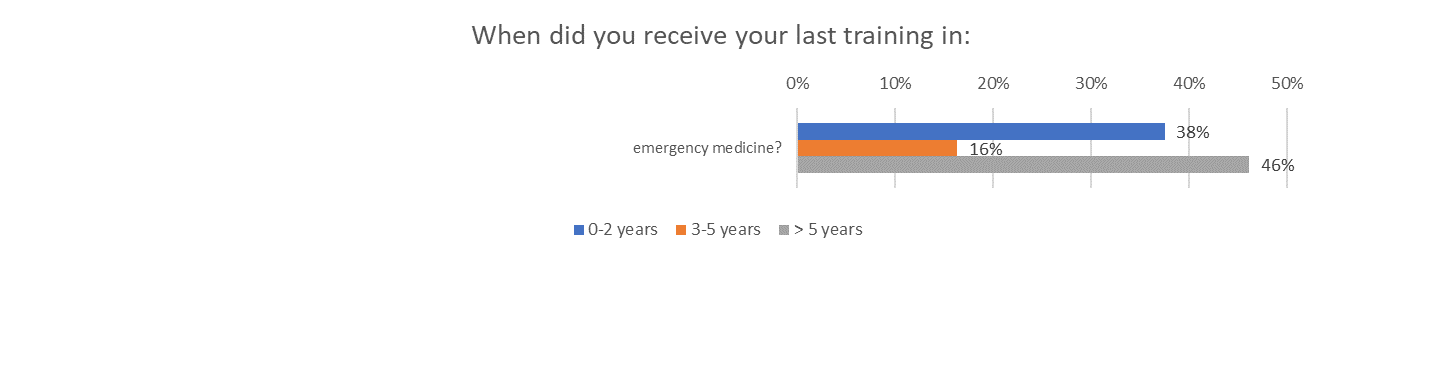 When did you receive your last training in:
0% 10% 20% 30% 40% 50%
emergency medicine?
38%
16%
46%
0-2 years 3-5 years > 5 years